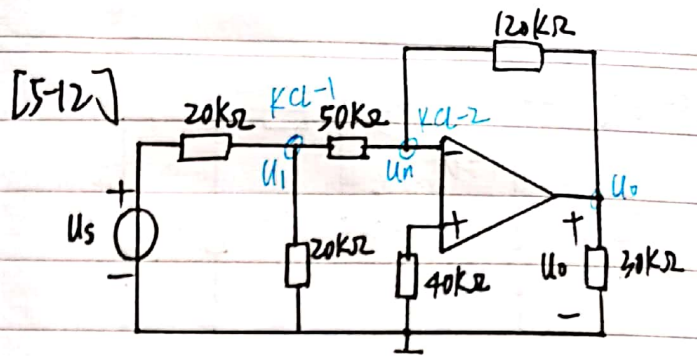 120KΩ
[5-12]
20KΩ KCL-1 50KΩ KCL-2
U1 Un − Uo
+
Us
−
20KΩ
+
40KΩ
+
Uo
−
30KΩ